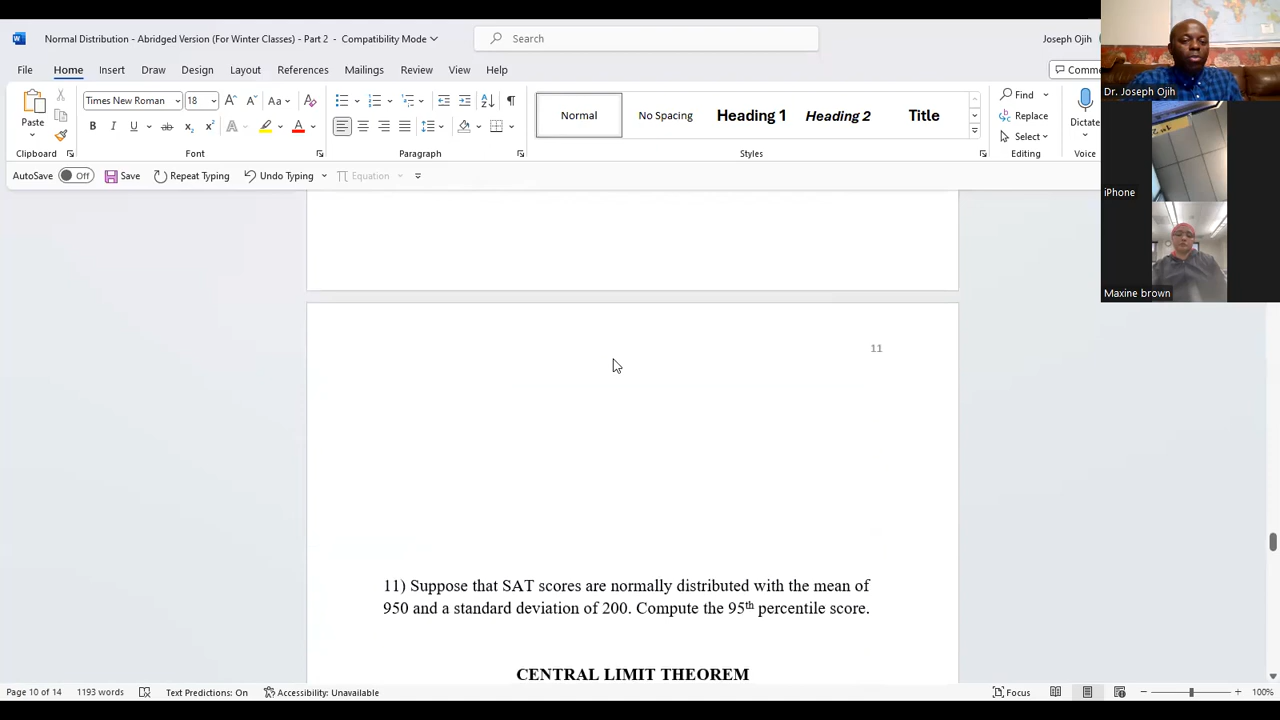 Normal Distribution - Abridged Version (For Winter Classes) - Part 2 - Compatibility Mode
Search
Joseph Ojih
File Home Insert Draw Design Layout References Mailings Review View Help
Comme
Times New Roman 18
Paste
Normal No Spacing Heading 1 Heading 2 Title
Find
Replace
Select
Dictate
Clipboard Font Paragraph Styles Editing Voice
AutoSave Off Save Repeat Typing Undo Typing Equation
Dr. Joseph Ojih
iPhone
Maxine brown
11
11) Suppose that SAT scores are normally distributed with the mean of
950 and a standard deviation of 200. Compute the 95th percentile score.
CENTRAL LIMIT THEOREM
Page 10 of 14 1193 words Text Predictions: On Accessibility: Unavailable Focus 100%